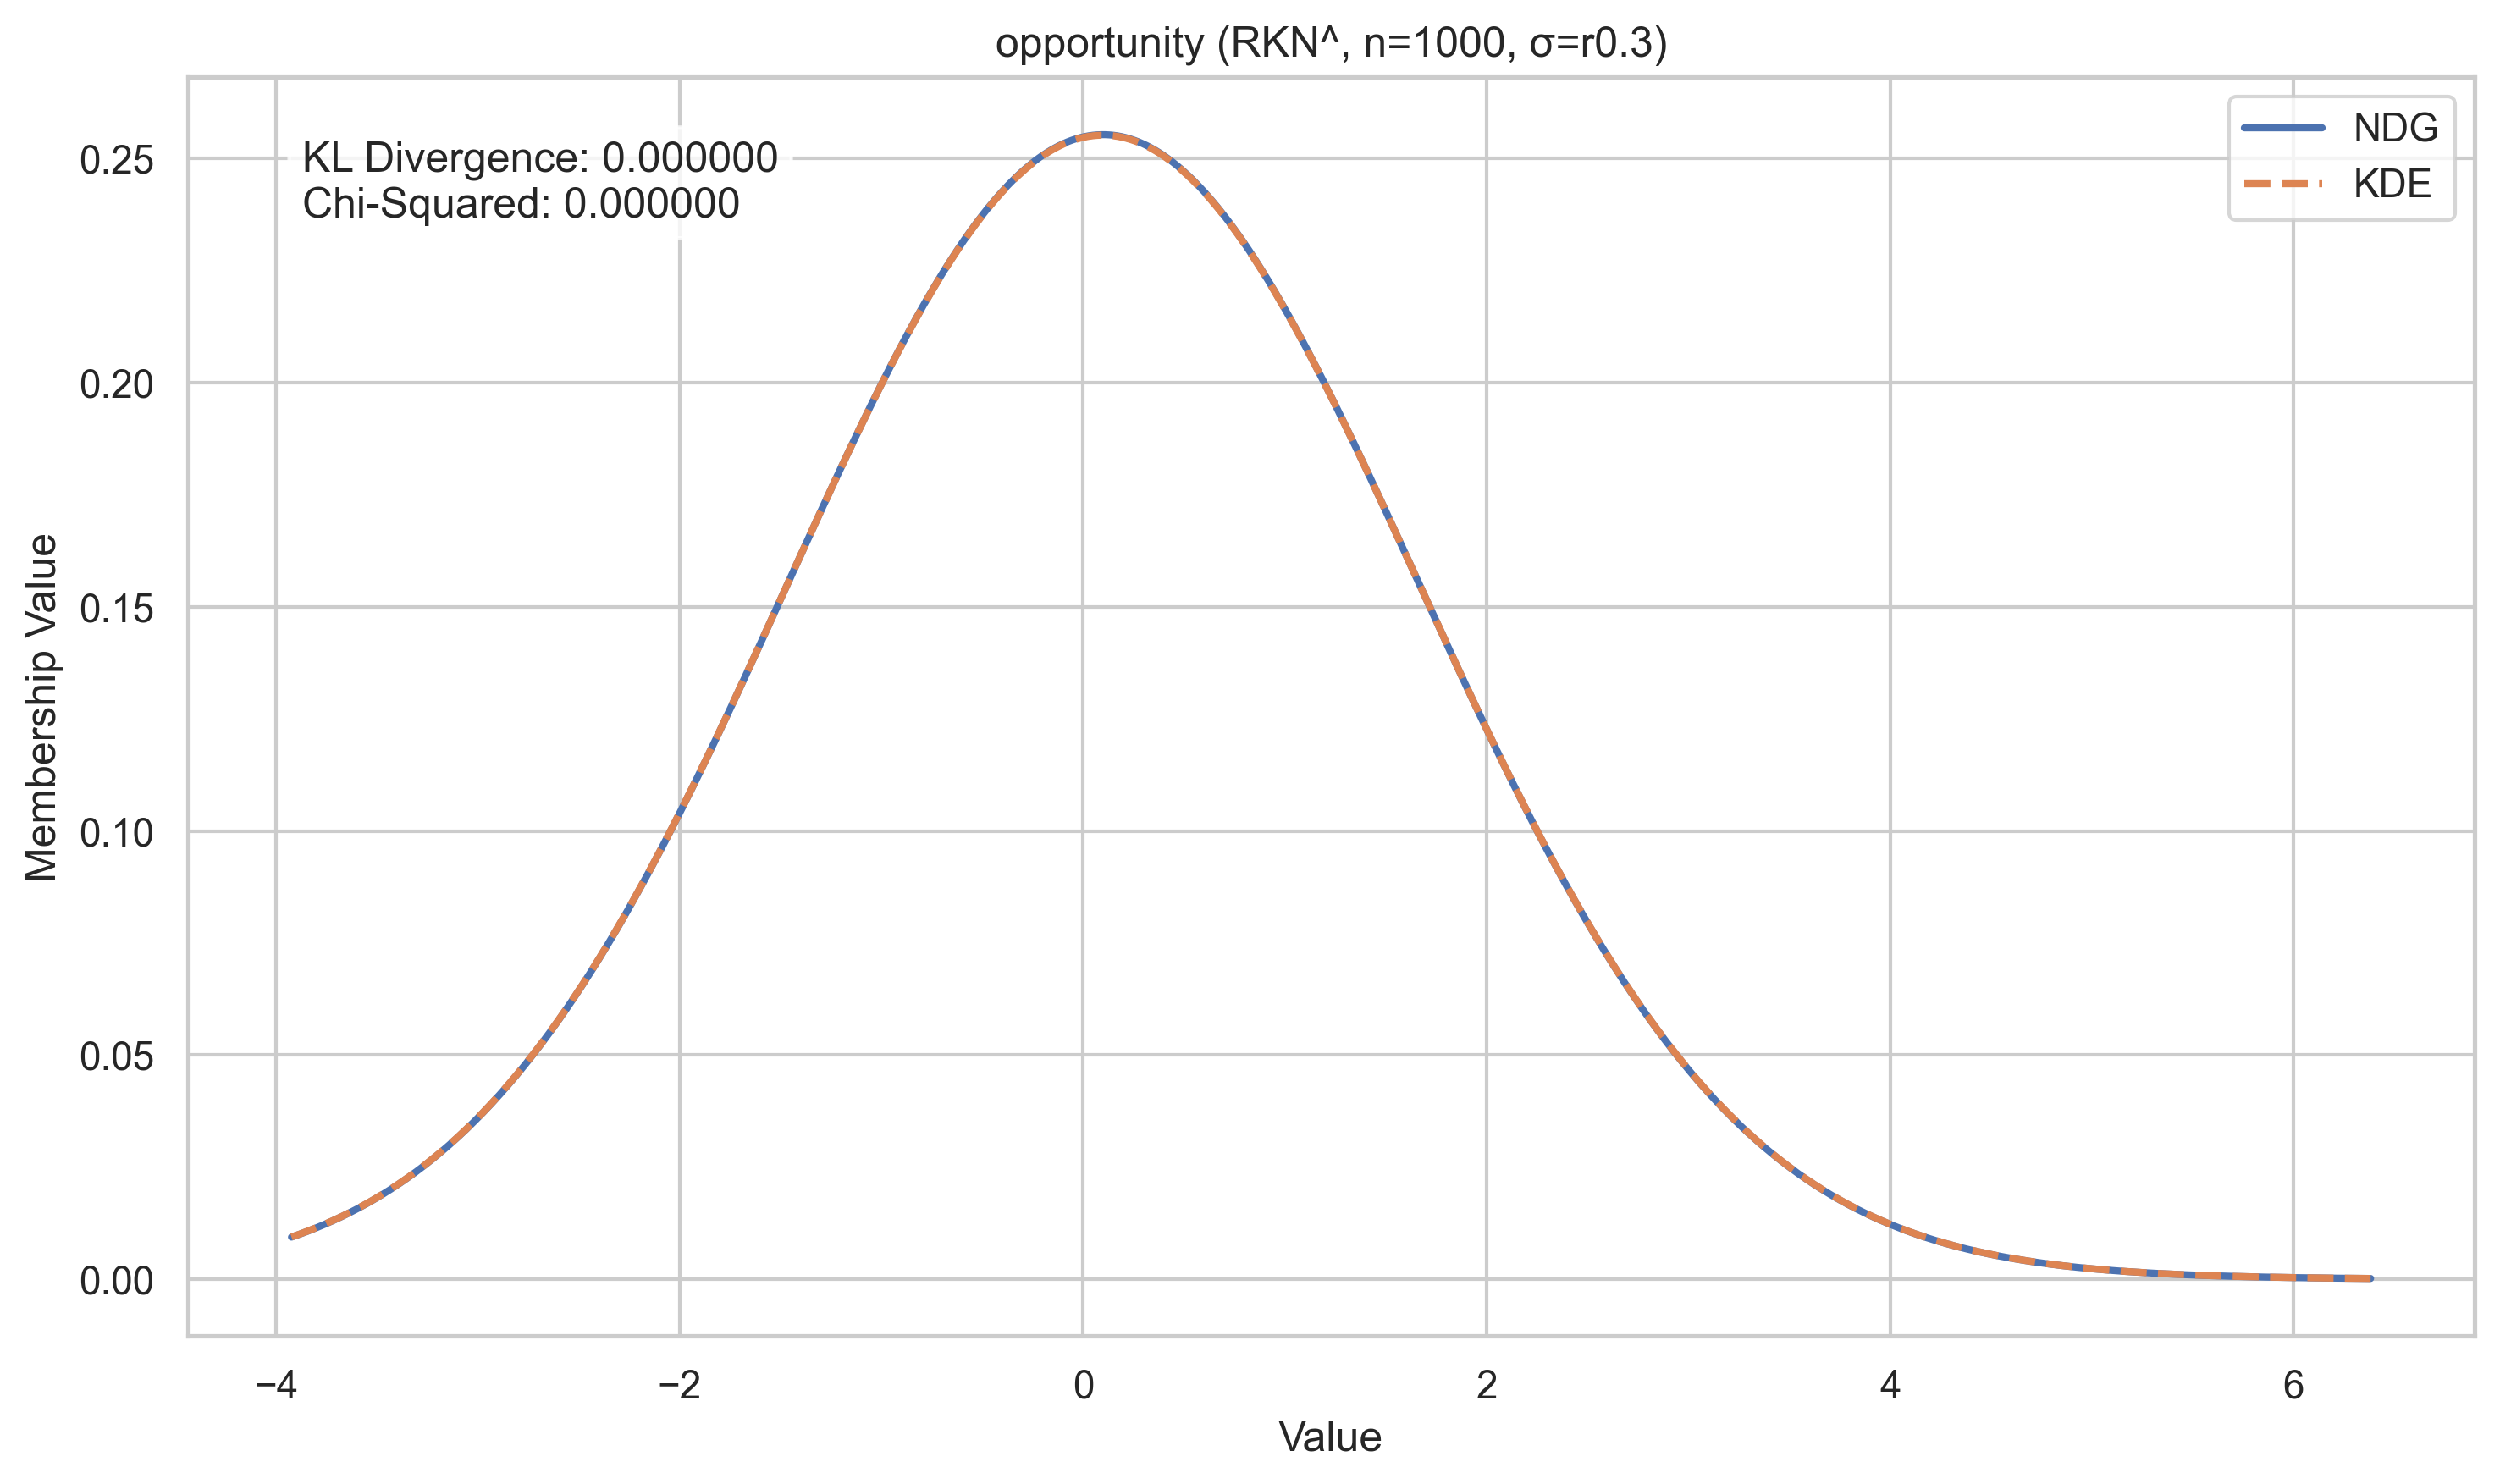 opportunity (RKN^, n=1000, σ=r0.3)
KL Divergence: 0.000000
Chi-Squared: 0.000000
NDG
KDE
Membership Value
0.25
0.20
0.15
0.10
0.05
0.00
−4
−2
0
2
4
6
Value